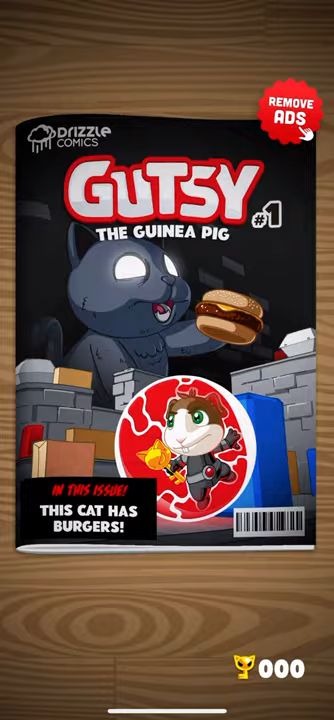 DRIZZLE
COMICS
REMOVE
ADS
GUTSY
#1
THE GUINEA PIG
IN THIS ISSUE!
THIS CAT HAS
BURGERS!
000